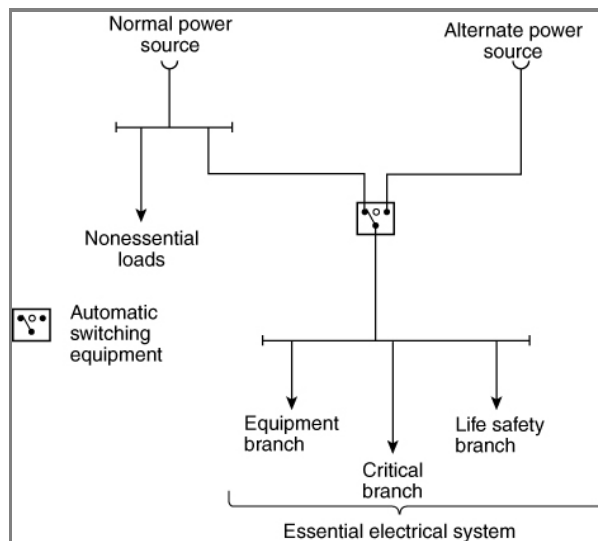 Normal power
source
Alternate power
source
Nonessential
loads
Automatic
switching
equipment
Equipment
branch
Critical
branch
Life safety
branch
Essential electrical system